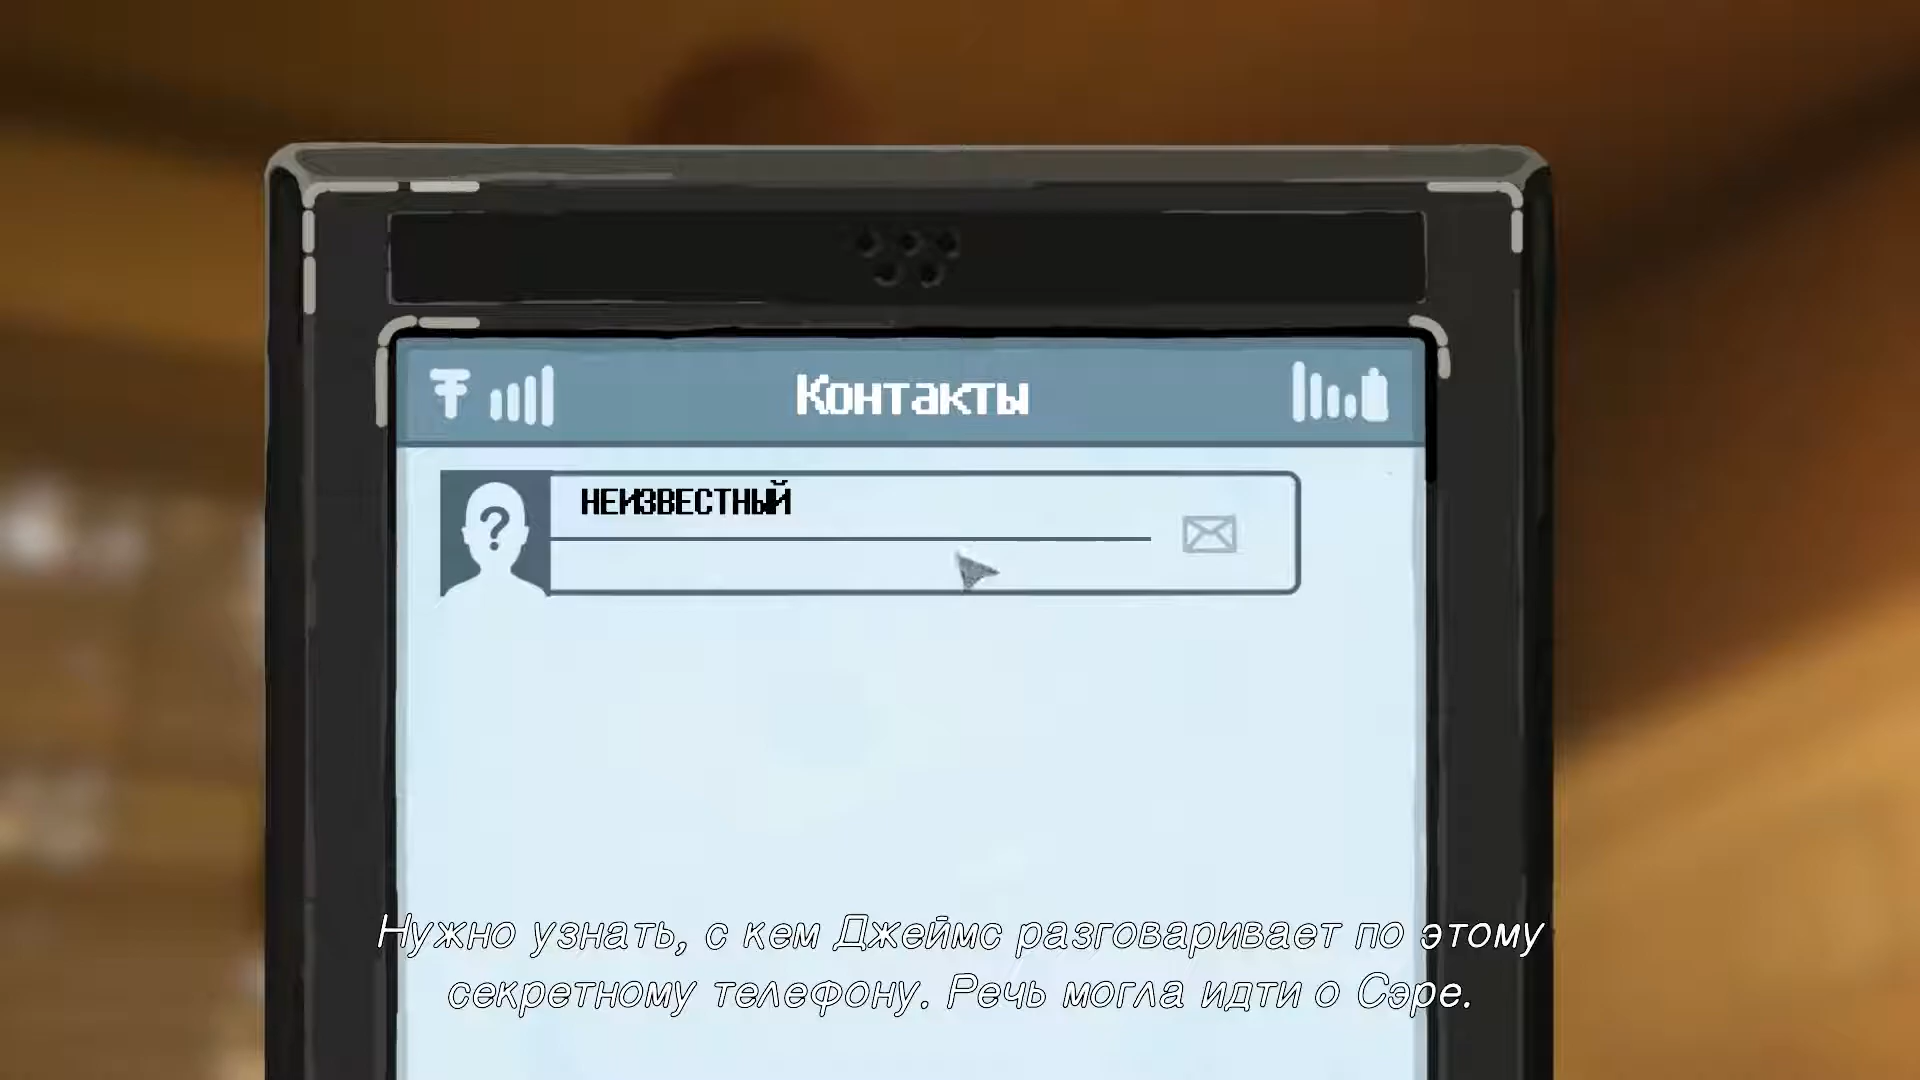 Контакты
НЕИЗВЕСТНЫЙ
Нужно узнать, с кем Джеймс разговаривает по этому
секретному телефону. Речь могла идти о Сэре.